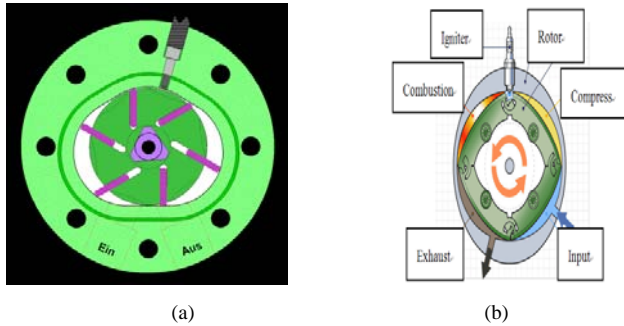 Ein
Aus
(a)
Igniter
Rotor
Combustion
Compress
Exhaust
Input
(b)